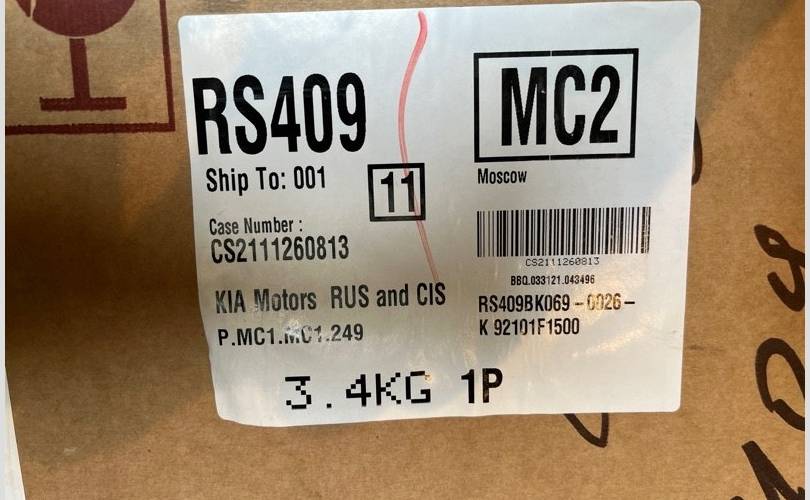 RS409
MC2
Ship To: 001
11
Moscow
Case Number :
CS2111260813
CS2111260813
BBQ.033121.043496
KIA Motors RUS and CIS
RS409BK069-0026-
P.MC1.MC1.249
K 92101F1500
3.4KG 1P